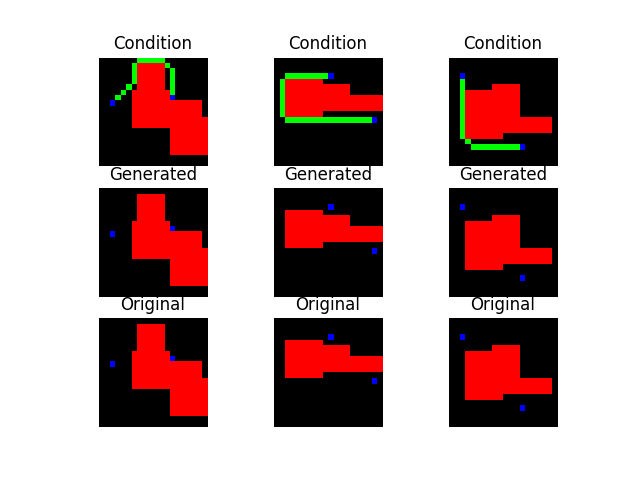 Condition Condition Condition
Generated Generated Generated
Original Original Original